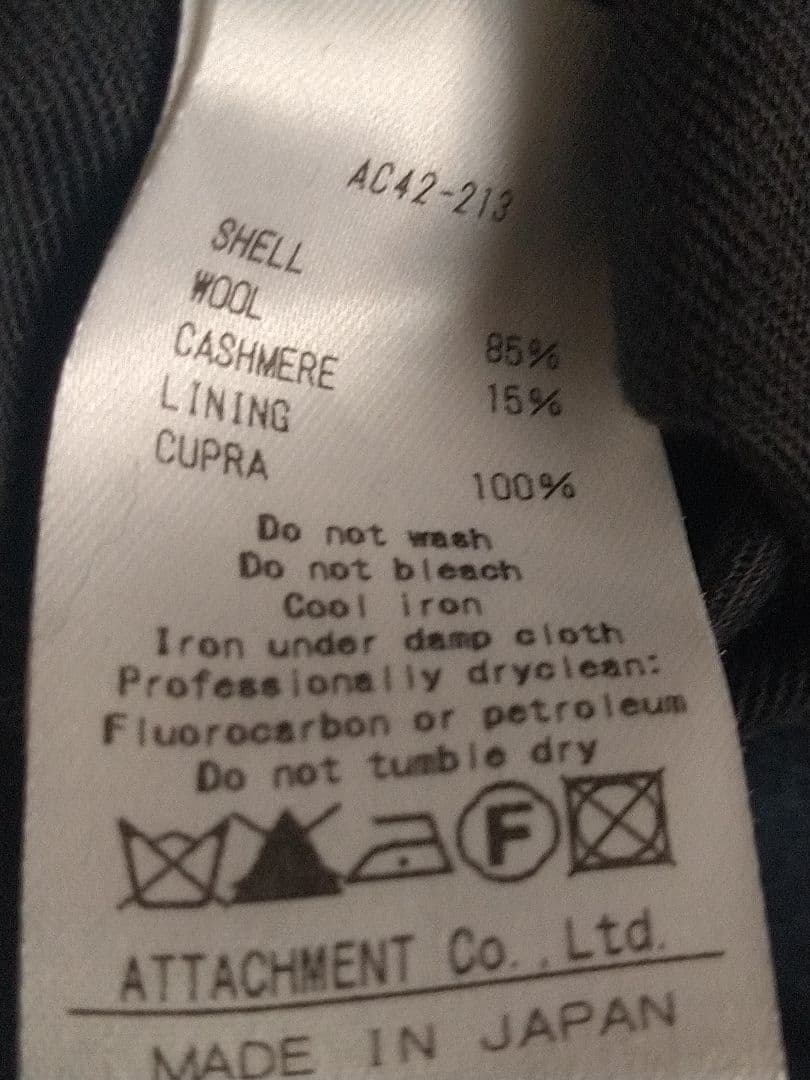 AC42-213
SHELL
WOOL 85%
CASHMERE 15%
LINING
CUPRA 100%
Do not wash
Do not bleach
Cool iron
Iron under damp cloth
Professionally dryclean:
Fluorocarbon or petroleum
Do not tumble dry
F
ATTACHMENT Co.,Ltd.
MADE IN JAPAN